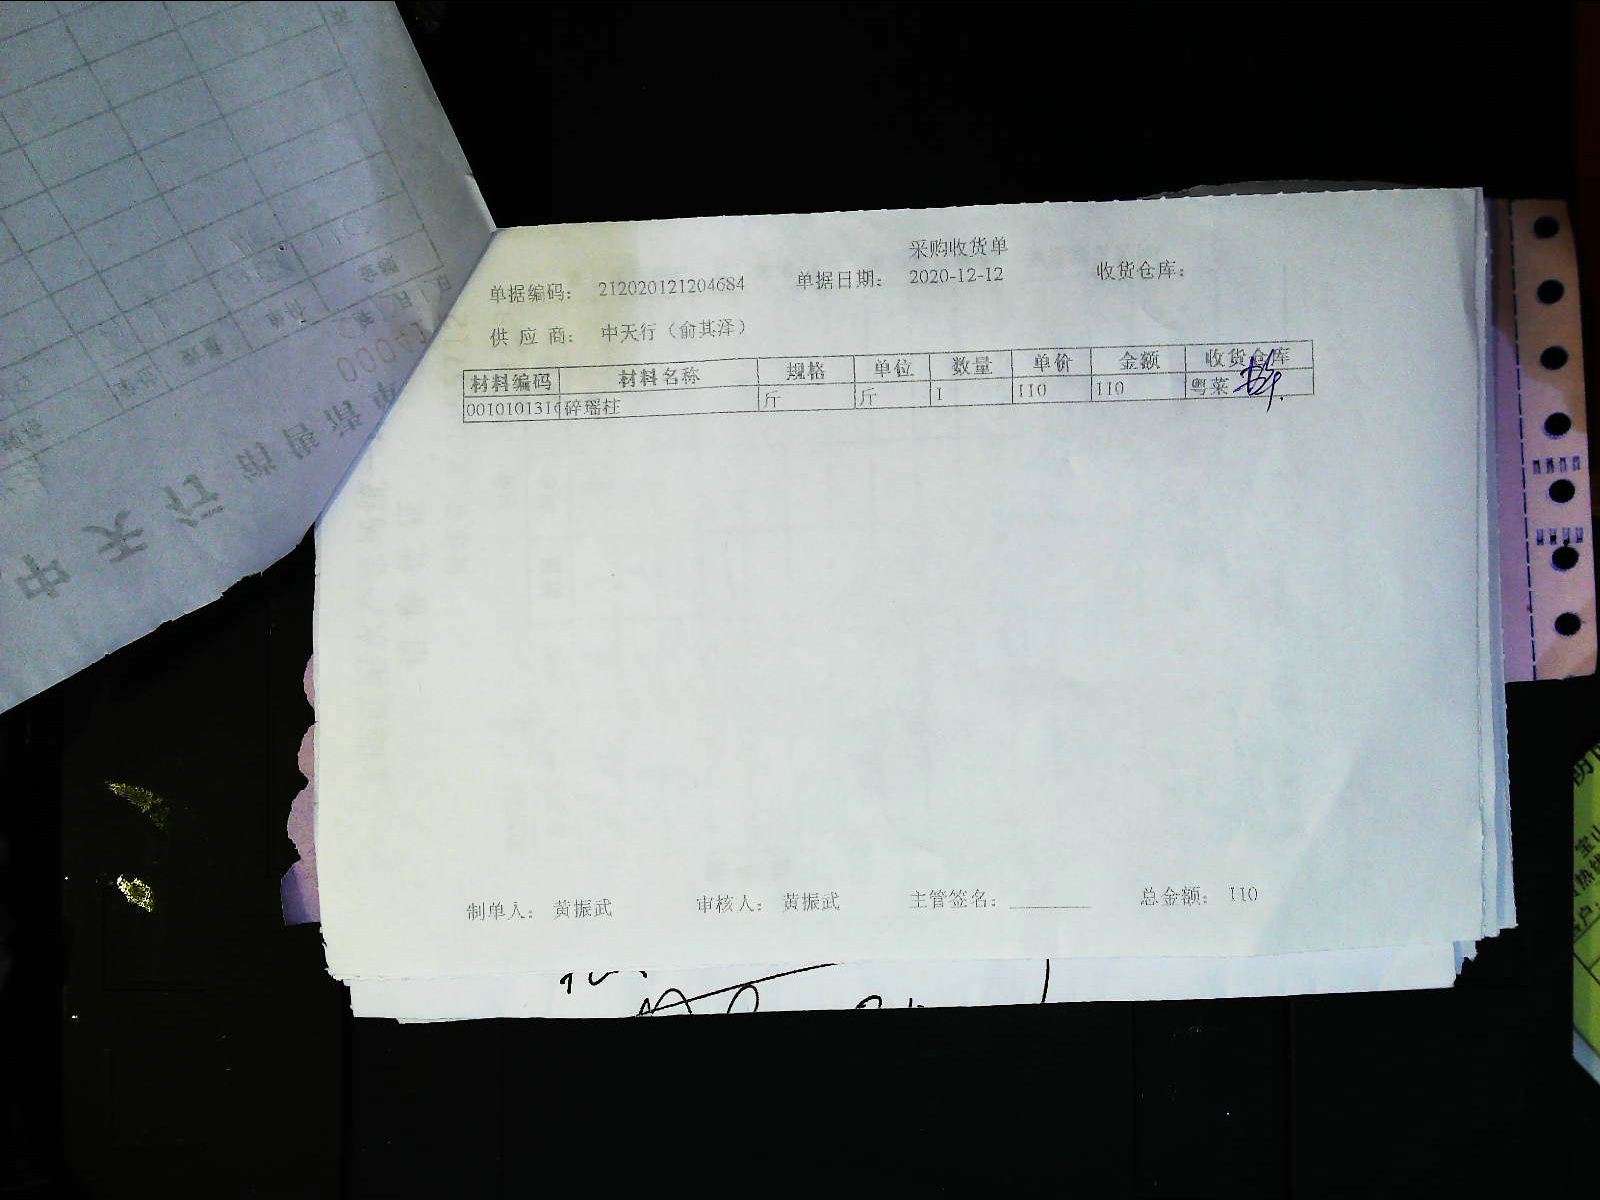 采购收货单
单据编码: 212020121204684 单据日期: 2020-12-12 收货仓库:
供应商: 中天行（俞其泽）
材料编码 材料名称 规格 单位 数量 单价 金额 收货仓库
0010101316 碎瑶柱 斤 斤 1 110 110 粤菜
制单人: 黄振武 审核人: 黄振武 主管签名: 总金额: 110
中天行